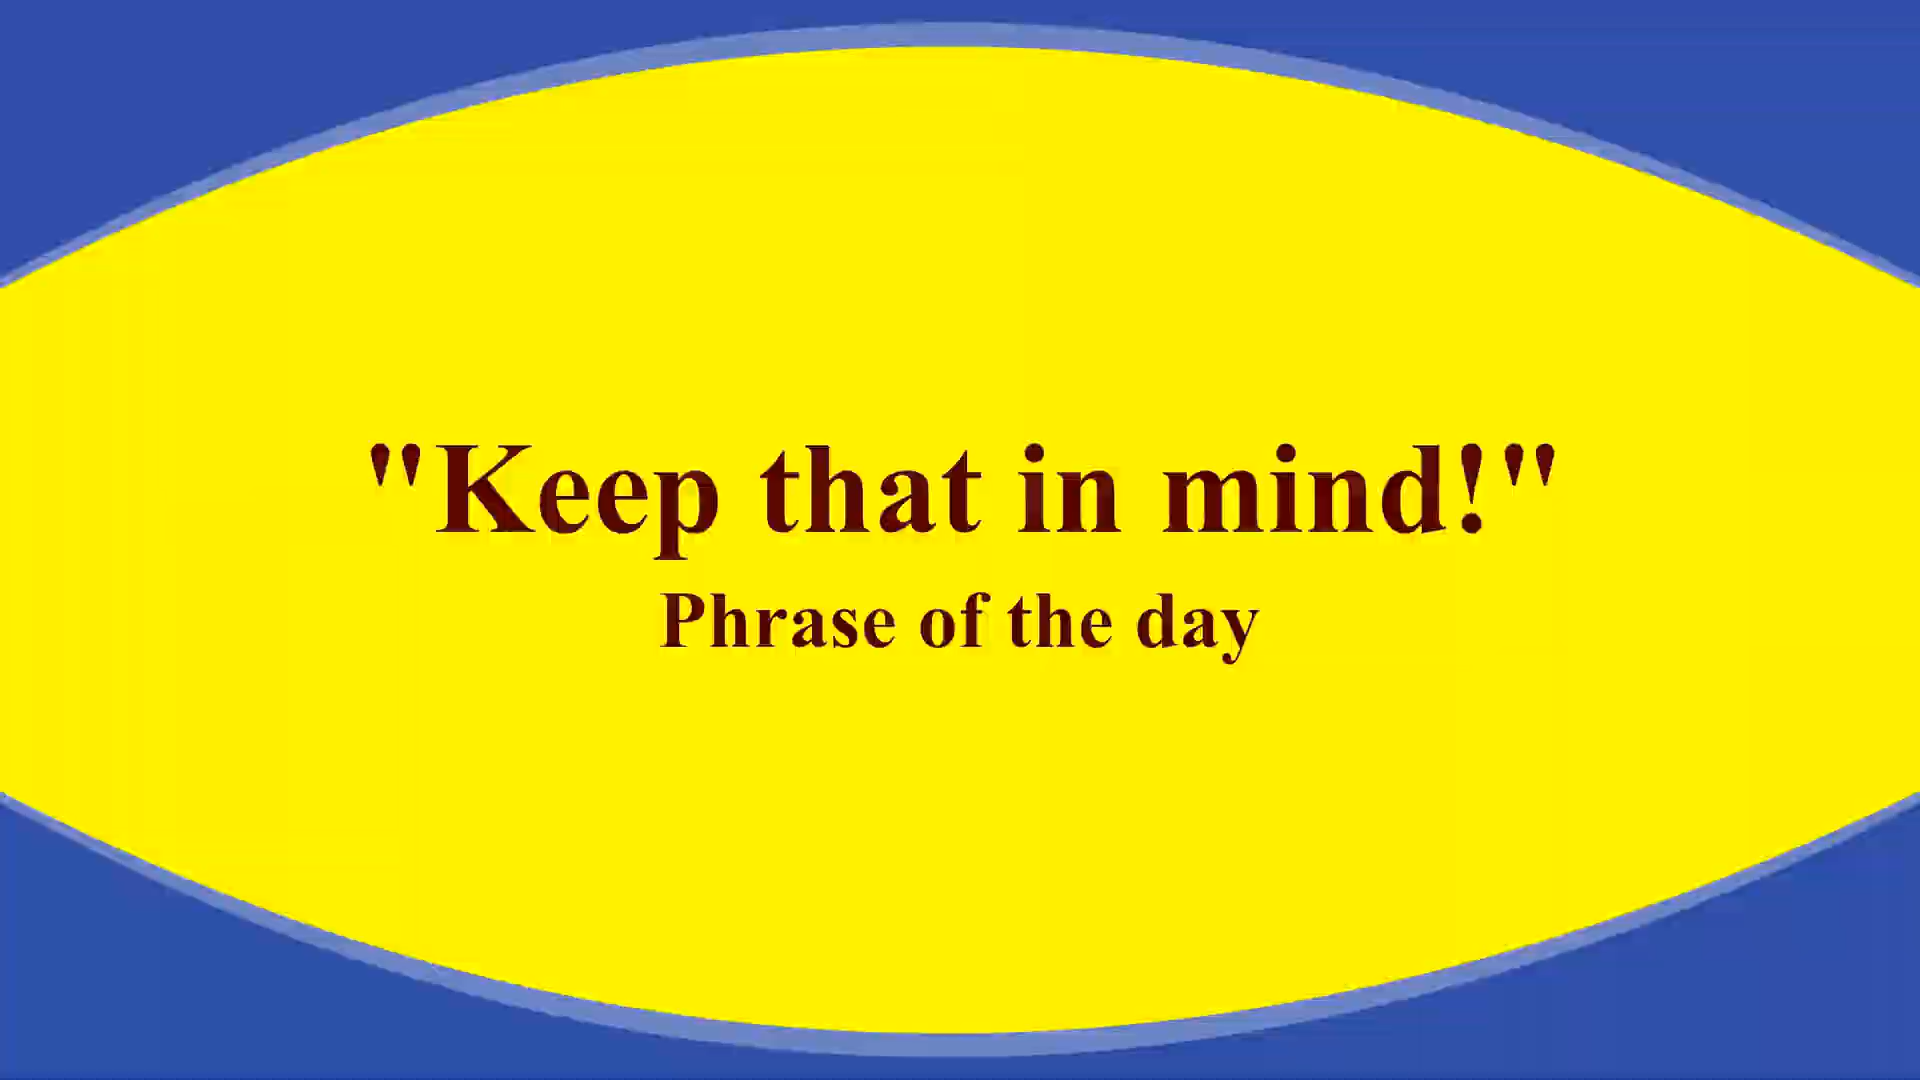 "Keep that in mind!"
Phrase of the day